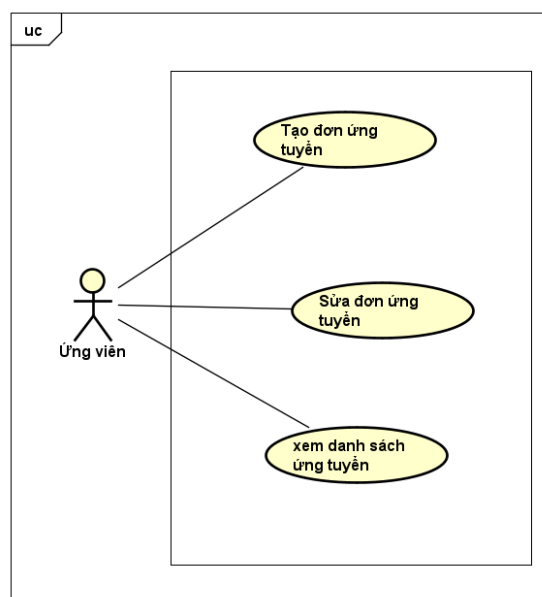 uc
Tạo đơn ứng
tuyển
Sửa đơn ứng
tuyển
Ứng viên
xem danh sách
ứng tuyển